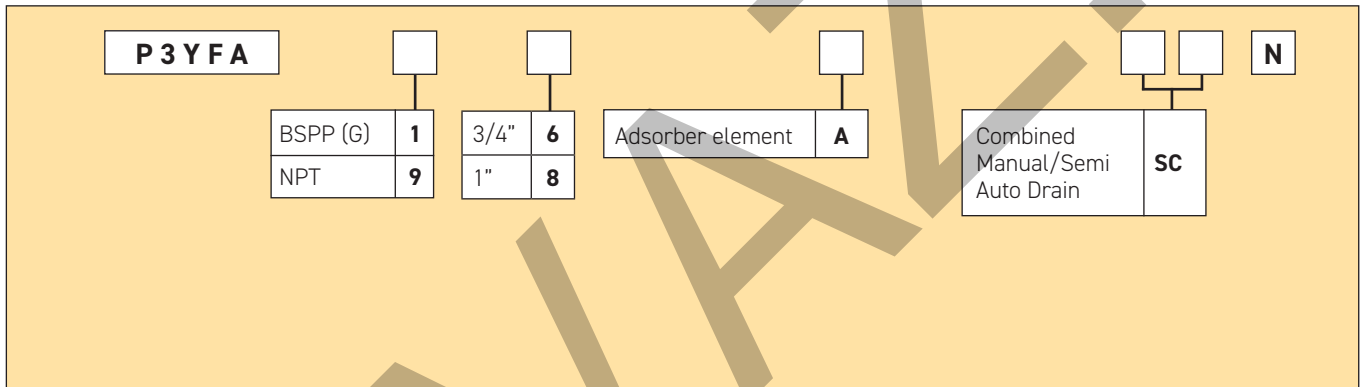 P3YFA N
BSPP (G) 1 3/4" 6 Adsorber element A Combined
Manual/Semi SC
Auto Drain
NPT 9 1" 8